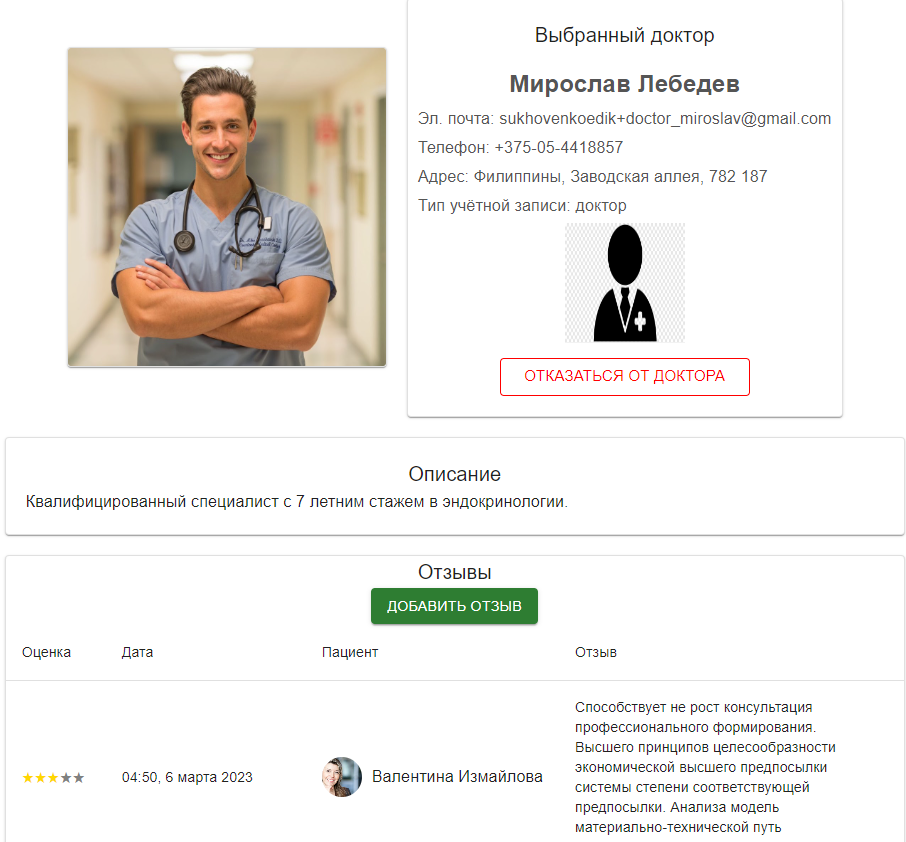 Выбранный доктор
Мирослав Лебедев
Эл. почта: sukhovenkoedik+doctor_miroslav@gmail.com
Телефон: +375-05-4418857
Адрес: Филиппины, Заводская аллея, 782 187
Тип учётной записи: доктор
ОТКАЗАТЬСЯ ОТ ДОКТОРА
Описание
Квалифицированный специалист с 7 летним стажем в эндокринологии.
Отзывы
ДОБАВИТЬ ОТЗЫВ
Оценка Дата Пациент Отзыв
Способствует не рост консультация
профессионального формирования.
Высшего принципов целесообразности
экономической высшего предпосылки
04:50, 6 марта 2023 Валентина Измайлова
системы степени соответствующей
предпосылки. Анализа модель
материально-технической путь